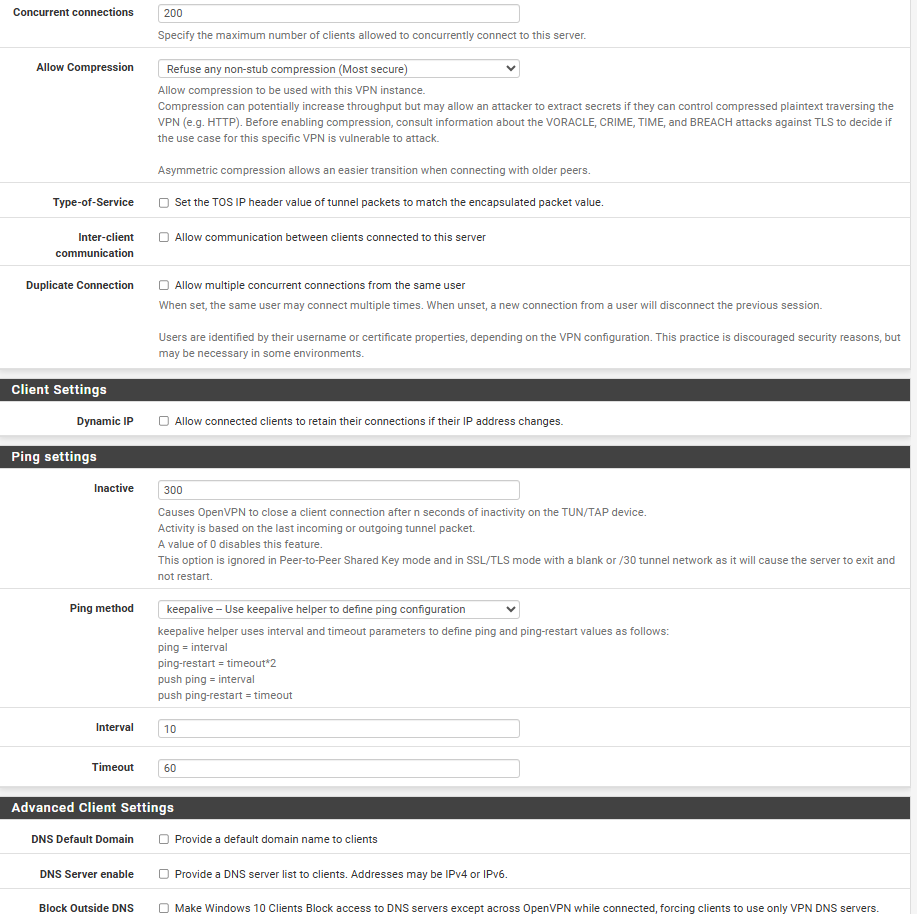 Concurrent connections
200
Specify the maximum number of clients allowed to concurrently connect to this server.
Allow Compression
Refuse any non-stub compression (Most secure)
Allow compression to be used with this VPN instance.
Compression can potentially increase throughput but may allow an attacker to extract secrets if they can control compressed plaintext traversing the
VPN (e.g. HTTP). Before enabling compression, consult information about the VORACLE, CRIME, TIME, and BREACH attacks against TLS to decide if
the use case for this specific VPN is vulnerable to attack.
Asymmetric compression allows an easier transition when connecting with older peers.
Type-of-Service
Set the TOS IP header value of tunnel packets to match the encapsulated packet value.
Inter-client
communication
Allow communication between clients connected to this server
Duplicate Connection
Allow multiple concurrent connections from the same user
When set, the same user may connect multiple times. When unset, a new connection from a user will disconnect the previous session.
Users are identified by their username or certificate properties, depending on the VPN configuration. This practice is discouraged security reasons, but
may be necessary in some environments.
Client Settings
Dynamic IP
Allow connected clients to retain their connections if their IP address changes.
Ping settings
Inactive
300
Causes OpenVPN to close a client connection after n seconds of inactivity on the TUN/TAP device.
Activity is based on the last incoming or outgoing tunnel packet.
A value of 0 disables this feature.
This option is ignored in Peer-to-Peer Shared Key mode and in SSL/TLS mode with a blank or /30 tunnel network as it will cause the server to exit and
not restart.
Ping method
keepalive -- Use keepalive helper to define ping configuration
keepalive helper uses interval and timeout parameters to define ping and ping-restart values as follows:
ping = interval
ping-restart = timeout*2
push ping = interval
push ping-restart = timeout
Interval
10
Timeout
60
Advanced Client Settings
DNS Default Domain
Provide a default domain name to clients
DNS Server enable
Provide a DNS server list to clients. Addresses may be IPv4 or IPv6.
Block Outside DNS
Make Windows 10 Clients Block access to DNS servers except across OpenVPN while connected, forcing clients to use only VPN DNS servers.